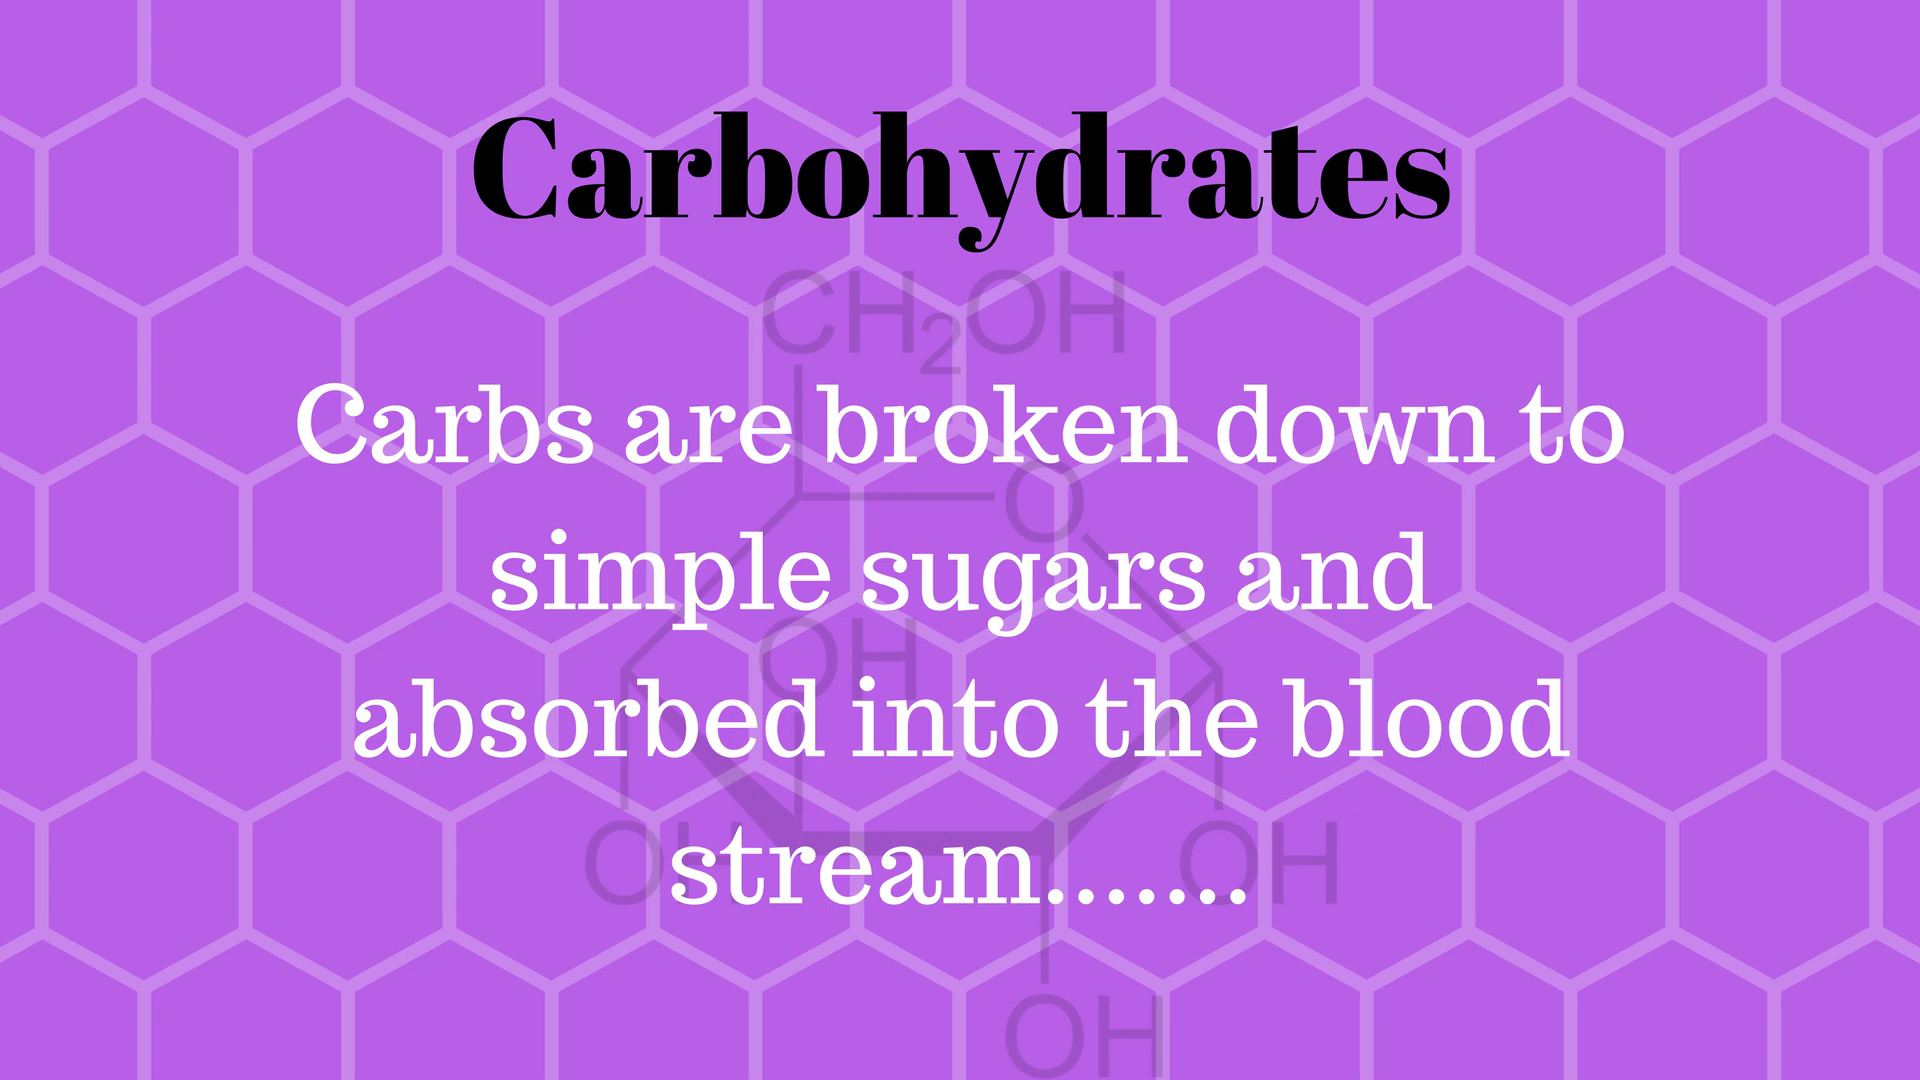 Carbohydrates
CH2OH
Carbs are broken down to
O
simple sugars and
OH
absorbed into the blood
OH
OH
stream.......
OH